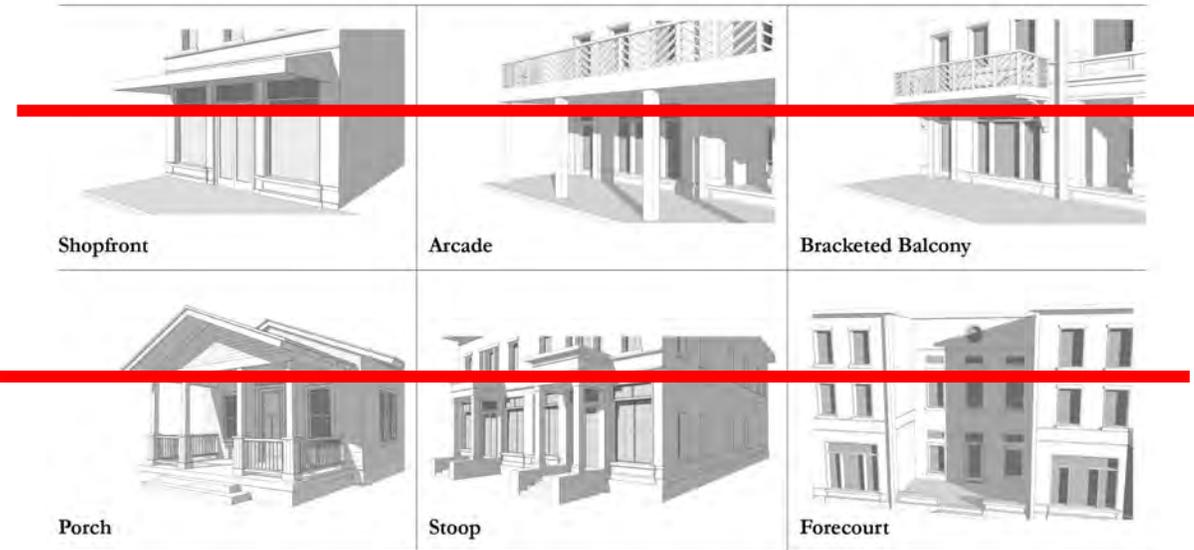 Shopfront
Arcade
Bracketed Balcony
Porch
Stoop
Forecourt